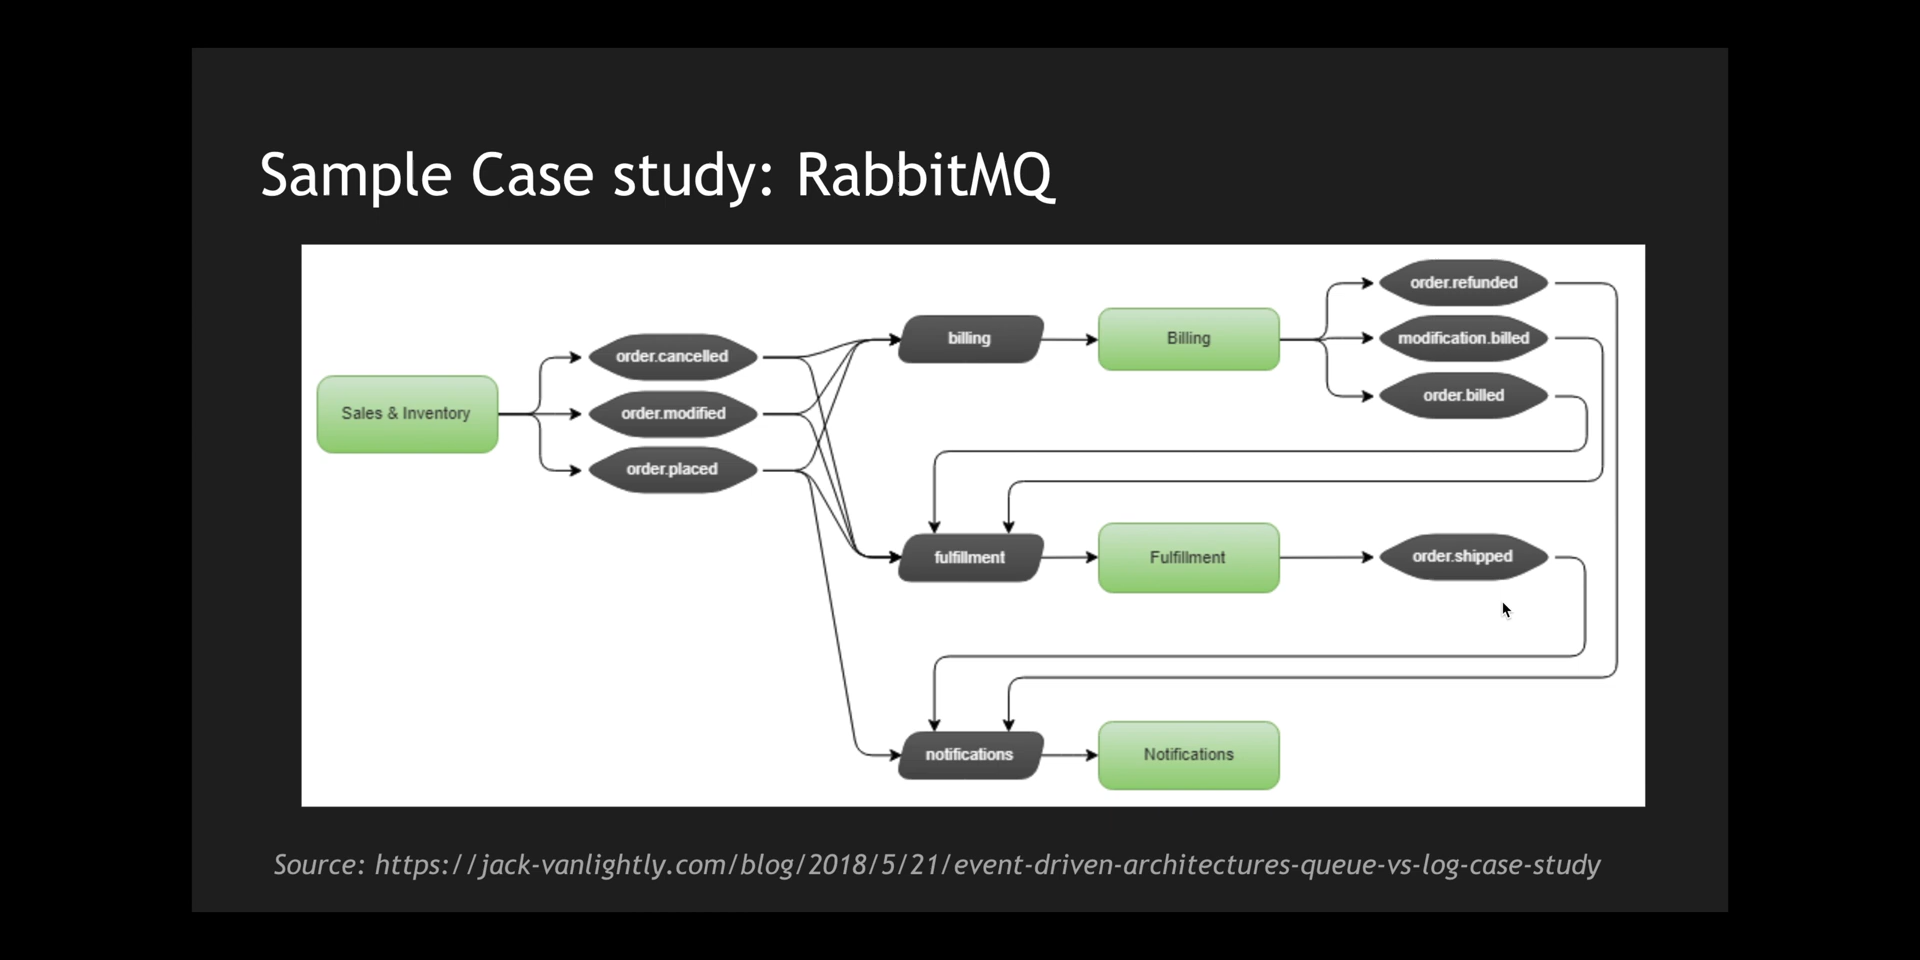 Sample Case study: RabbitMQ
order.refunded
billing
Billing
modification.billed
order.cancelled
order.billed
Sales & Inventory
order.modified
order.placed
fulfillment
Fulfillment
order.shipped
notifications
Notifications
Source: https://jack-vanlightly.com/blog/2018/5/21/event-driven-architectures-queue-vs-log-case-study